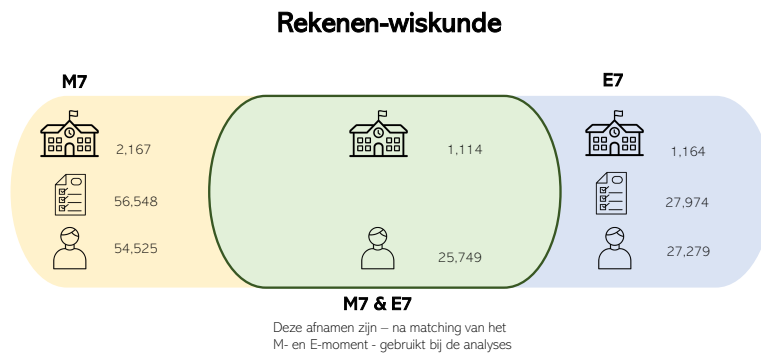 Rekenen-wiskunde
M7
E7
2,167
1,114
1,164
56,548
27,974
54,525
25,749
27,279
M7 & E7
Deze afnamen zijn – na matching van het
M- en E-moment - gebruikt bij de analyses